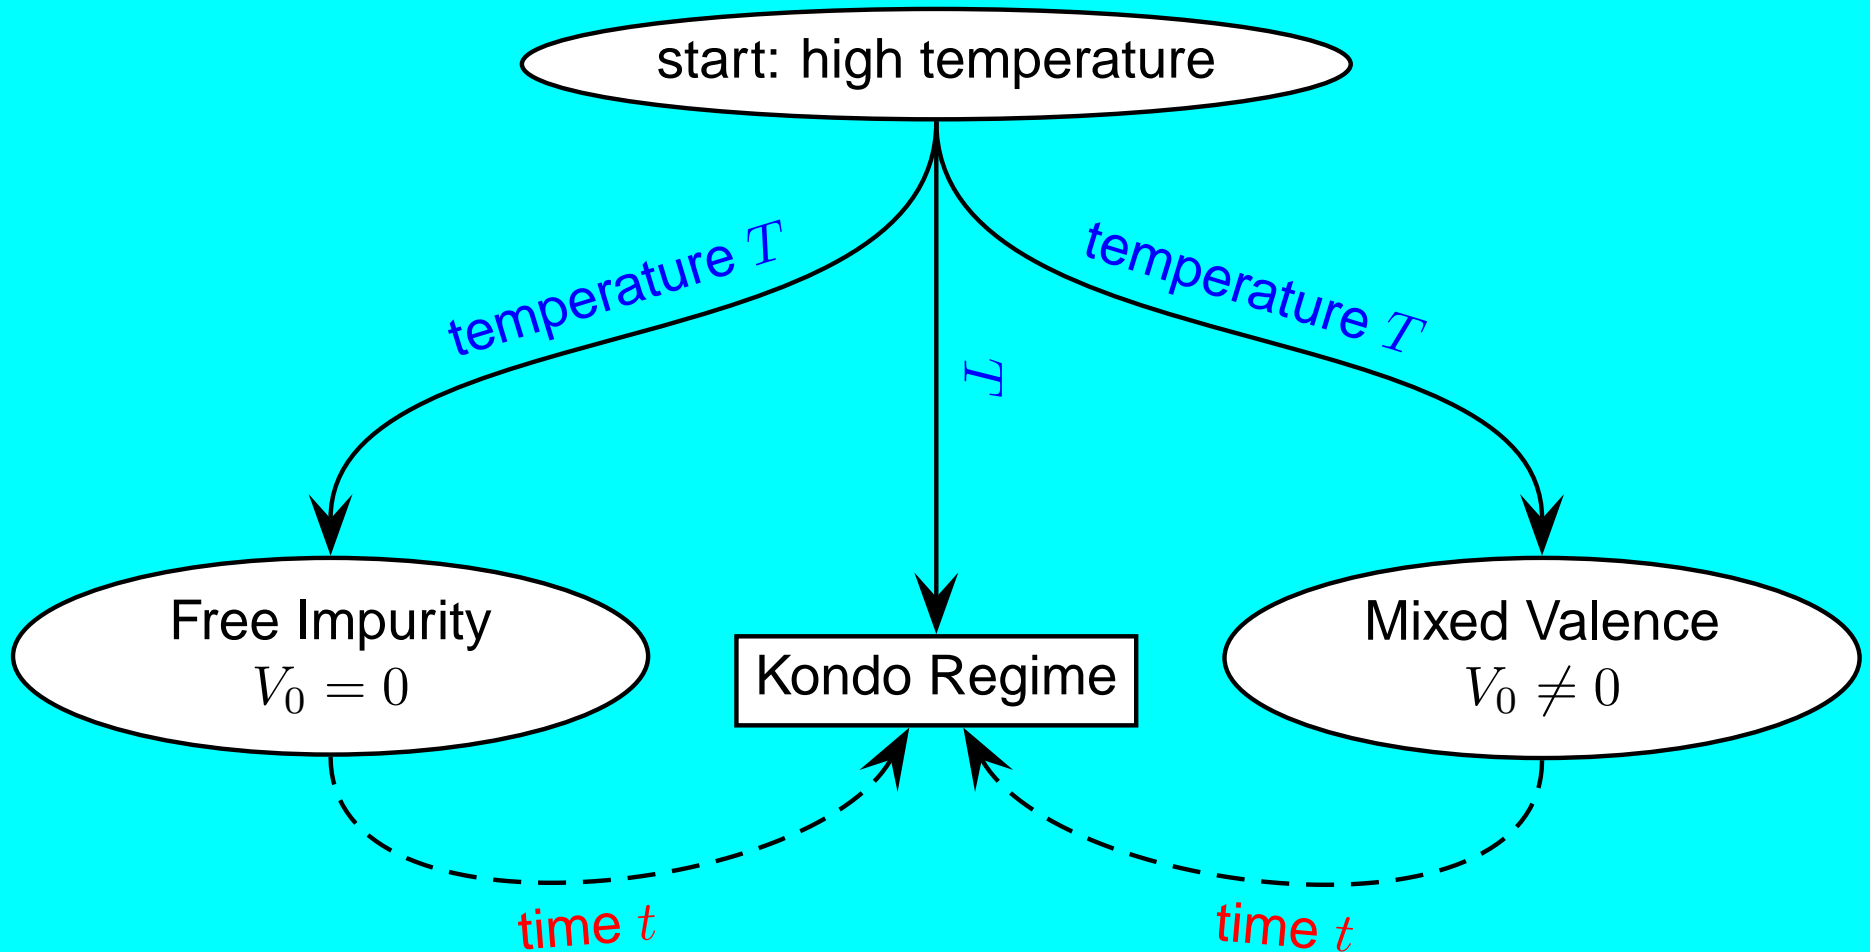 start: high temperature
temperature T
temperature T
T
Free Impurity
V₀ = 0
Kondo Regime
Mixed Valence
V₀ ≠ 0
time t
time t